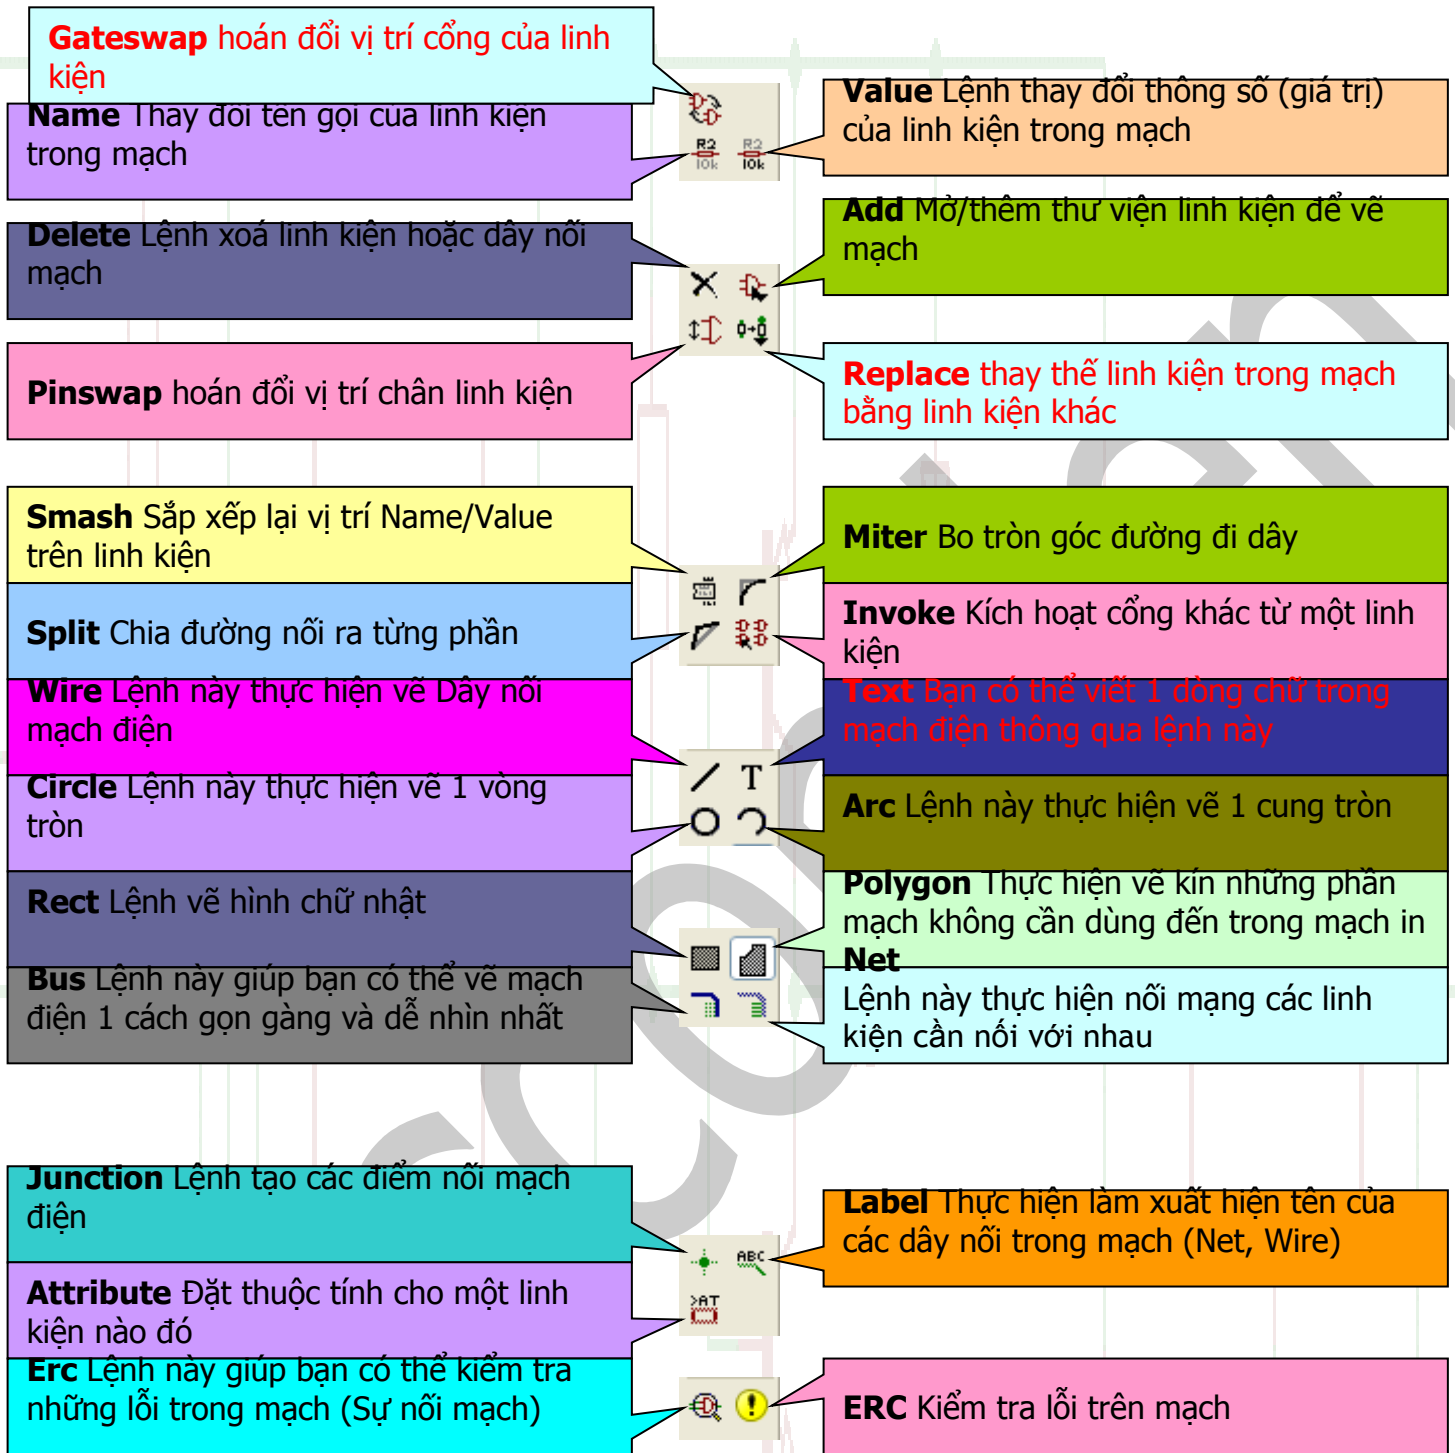 Gateswap hoán đổi vị trí cổng của linh
kiện
Name Thay đổi tên gọi của linh kiện
trong mạch
Value Lệnh thay đổi thông số (giá trị)
của linh kiện trong mạch
R2
10k
R2
10k
Delete Lệnh xoá linh kiện hoặc dây nối
mạch
Add Mở/thêm thư viện linh kiện để vẽ
mạch
Pinswap hoán đổi vị trí chân linh kiện
Replace thay thế linh kiện trong mạch
bằng linh kiện khác
Smash Sắp xếp lại vị trí Name/Value
trên linh kiện
Miter Bo tròn góc đường đi dây
Split Chia đường nối ra từng phần
Invoke Kích hoạt cổng khác từ một linh
kiện
Wire Lệnh này thực hiện vẽ Dây nối
mạch điện
Text Bạn có thể viết 1 dòng chữ trong
mạch điện thông qua lệnh này
T
Circle Lệnh này thực hiện vẽ 1 vòng
tròn
Arc Lệnh này thực hiện vẽ 1 cung tròn
Rect Lệnh vẽ hình chữ nhật
Polygon Thực hiện vẽ kín những phần
mạch không cần dùng đến trong mạch in
Bus Lệnh này giúp bạn có thể vẽ mạch
điện 1 cách gọn gàng và dễ nhìn nhất
Net
Lệnh này thực hiện nối mạng các linh
kiện cần nối với nhau
Junction Lệnh tạo các điểm nối mạch
điện
Label Thực hiện làm xuất hiện tên của
các dây nối trong mạch (Net, Wire)
ABC
Attribute Đặt thuộc tính cho một linh
kiện nào đó
>AT
Erc Lệnh này giúp bạn có thể kiểm tra
những lỗi trong mạch (Sự nối mạch)
ERC Kiểm tra lỗi trên mạch